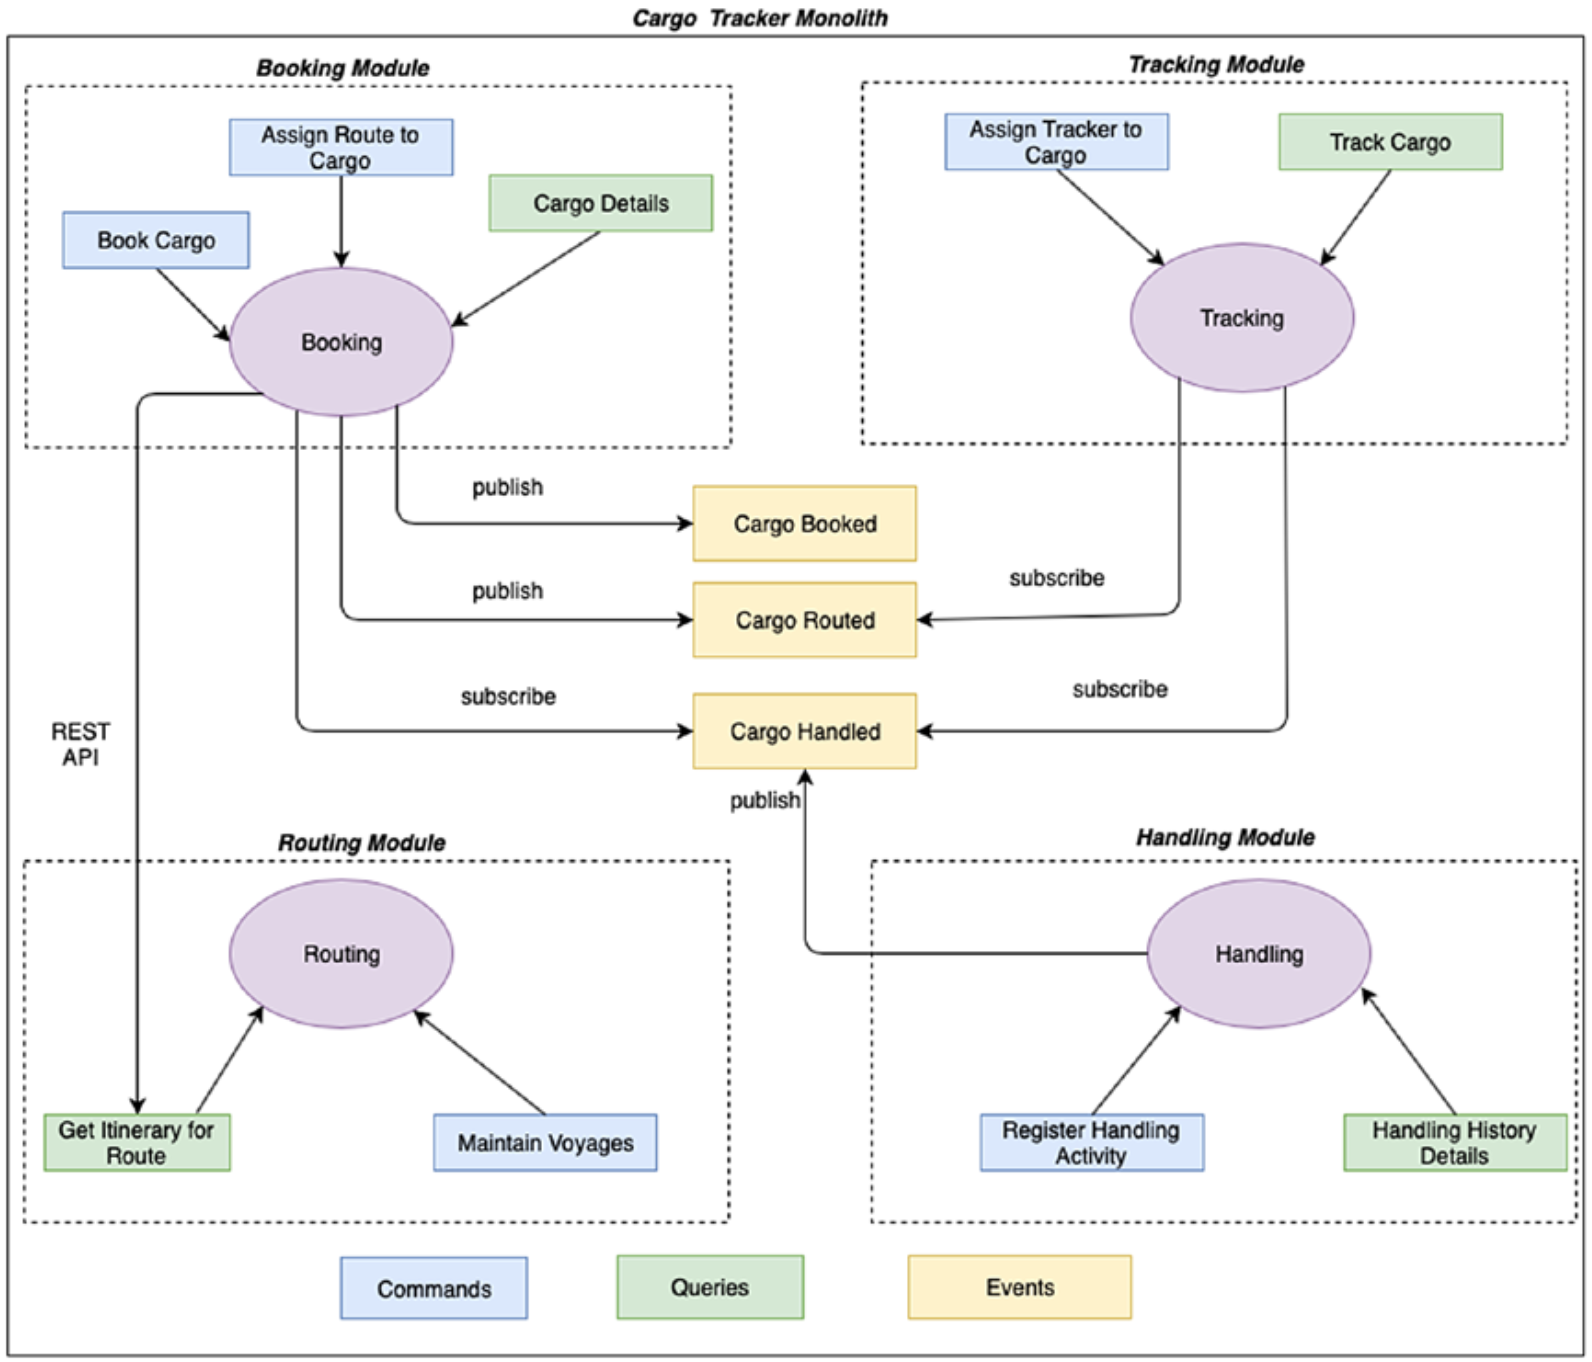 Cargo Tracker Monolith
Booking Module
Assign Route to
Cargo
Cargo Details
Book Cargo
Booking
Tracking Module
Assign Tracker to
Cargo
Track Cargo
Tracking
publish
Cargo Booked
publish
Cargo Routed
subscribe
subscribe
Cargo Handled
subscribe
REST
API
publish
Routing Module
Routing
Get Itinerary for
Route
Maintain Voyages
Handling Module
Handling
Register Handling
Activity
Handling History
Details
Commands
Queries
Events